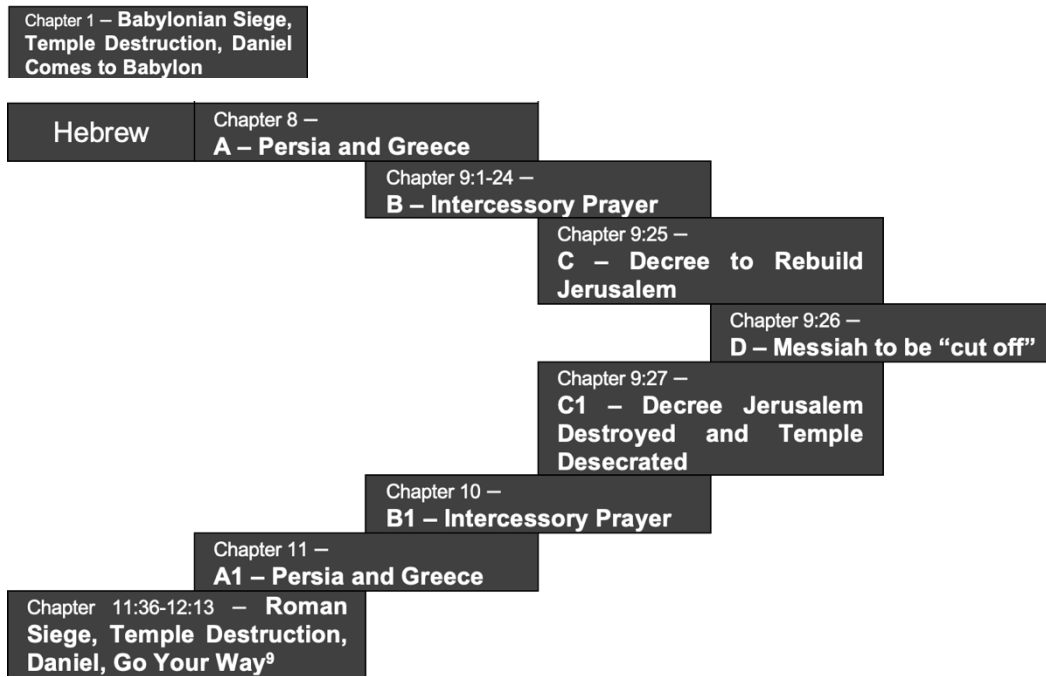 Chapter 1 – Babylonian Siege,
Temple Destruction, Daniel
Comes to Babylon
Hebrew
Chapter 8 –
A – Persia and Greece
Chapter 9:1-24 –
B – Intercessory Prayer
Chapter 9:25 –
C – Decree to Rebuild
Jerusalem
Chapter 9:26 –
D – Messiah to be “cut off”
Chapter 9:27 –
C1 – Decree Jerusalem
Destroyed and Temple
Desecrated
Chapter 10 –
B1 – Intercessory Prayer
Chapter 11 –
A1 – Persia and Greece
Chapter 11:36-12:13 – Roman
Siege, Temple Destruction,
Daniel, Go Your Way⁹